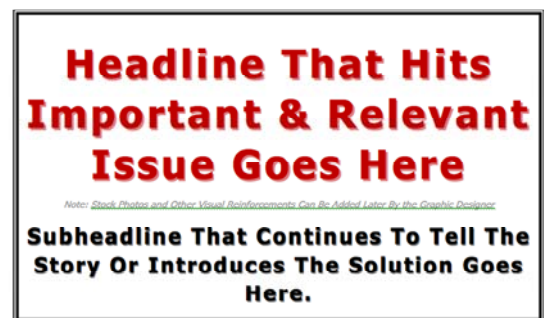 Headline That Hits
Important & Relevant
Issue Goes Here
Note: Stock Photos and Other Visual Reinforcements Can Be Added Later By the Graphic Designer
Subheadline That Continues To Tell The
Story Or Introduces The Solution Goes
Here.